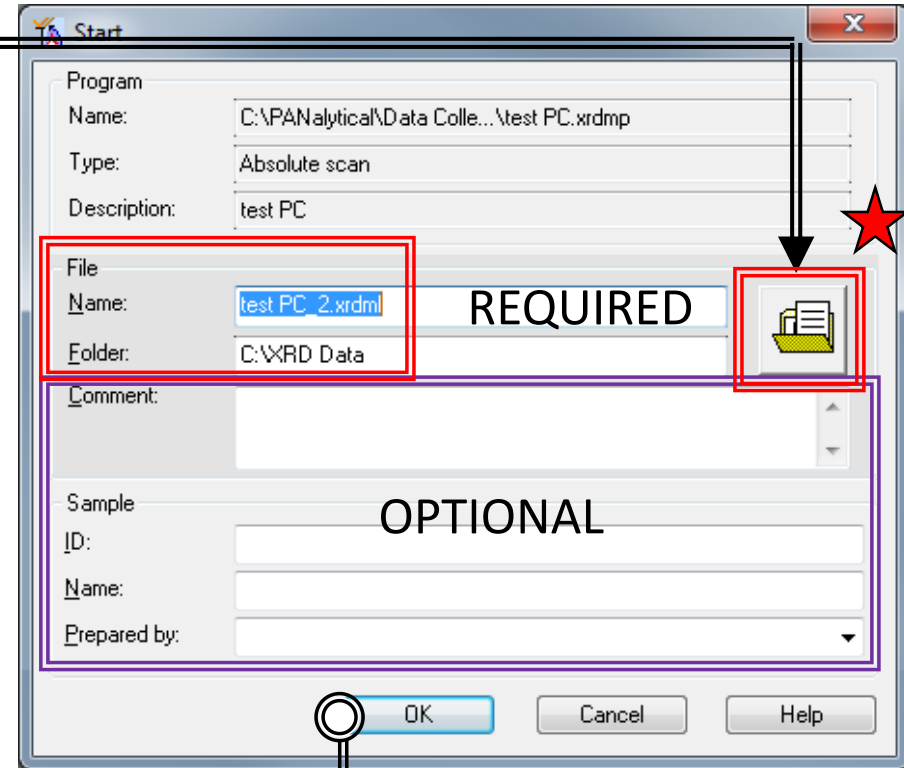 Start
Program
Name: C:\PANalytical\Data Colle...\test PC.xrdmp
Type: Absolute scan
Description: test PC
File
Name: test PC_2.xrdml REQUIRED
Folder: C:\XRD Data
Comment:
Sample
OPTIONAL
ID:
Name:
Prepared by:
OK Cancel Help